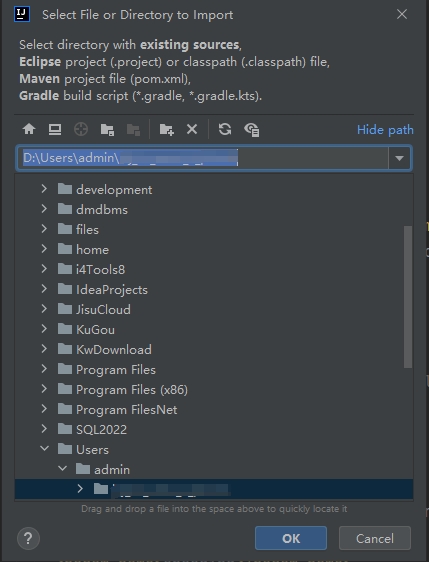 Select File or Directory to Import
Select directory with existing sources,
Eclipse project (.project) or classpath (.classpath) file,
Maven project file (pom.xml),
Gradle build script (*.gradle, *.gradle.kts).
Hide path
D:\Users\admin\
development
dmdbms
files
home
i4Tools8
IdeaProjects
JisuCloud
KuGou
KwDownload
Program Files
Program Files (x86)
Program FilesNet
SQL2022
Users
admin
Drag and drop a file into the space above to quickly locate it
?
OK
Cancel